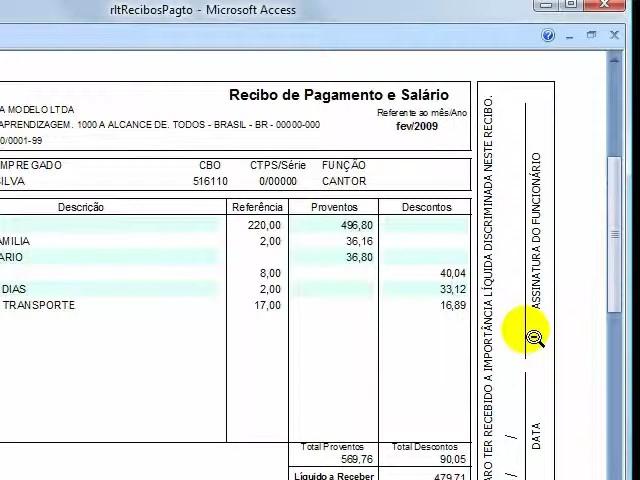 rltRecibosPagto - Microsoft Access
Recibo de Pagamento e Salário
A MODELO LTDA
Referente ao mês/Ano
APRENDIZAGEM. 1000 A ALCANCE DE. TODOS - BRASIL - BR - 00000-000
fev/2009
0/0001-99
MPREGADO CBO CTPS/Série FUNÇÃO
SILVA 516110 0/00000 CANTOR
Descrição Referência Proventos Descontos
220,00 496,80
AMILIA 2,00 36,16
ARIO 36,80
8,00 40,04
DIAS 2,00 33,12
TRANSPORTE 17,00 16,89
Total Proventos Total Descontos
569,76 90,05
Líquido a Receber 479,71
ARO TER RECEBIDO A IMPORTÂNCIA LÍQUIDA DISCRIMINADA NESTE RECIBO.
/ /
ASSINATURA DO FUNCIONÁRIO
DATA